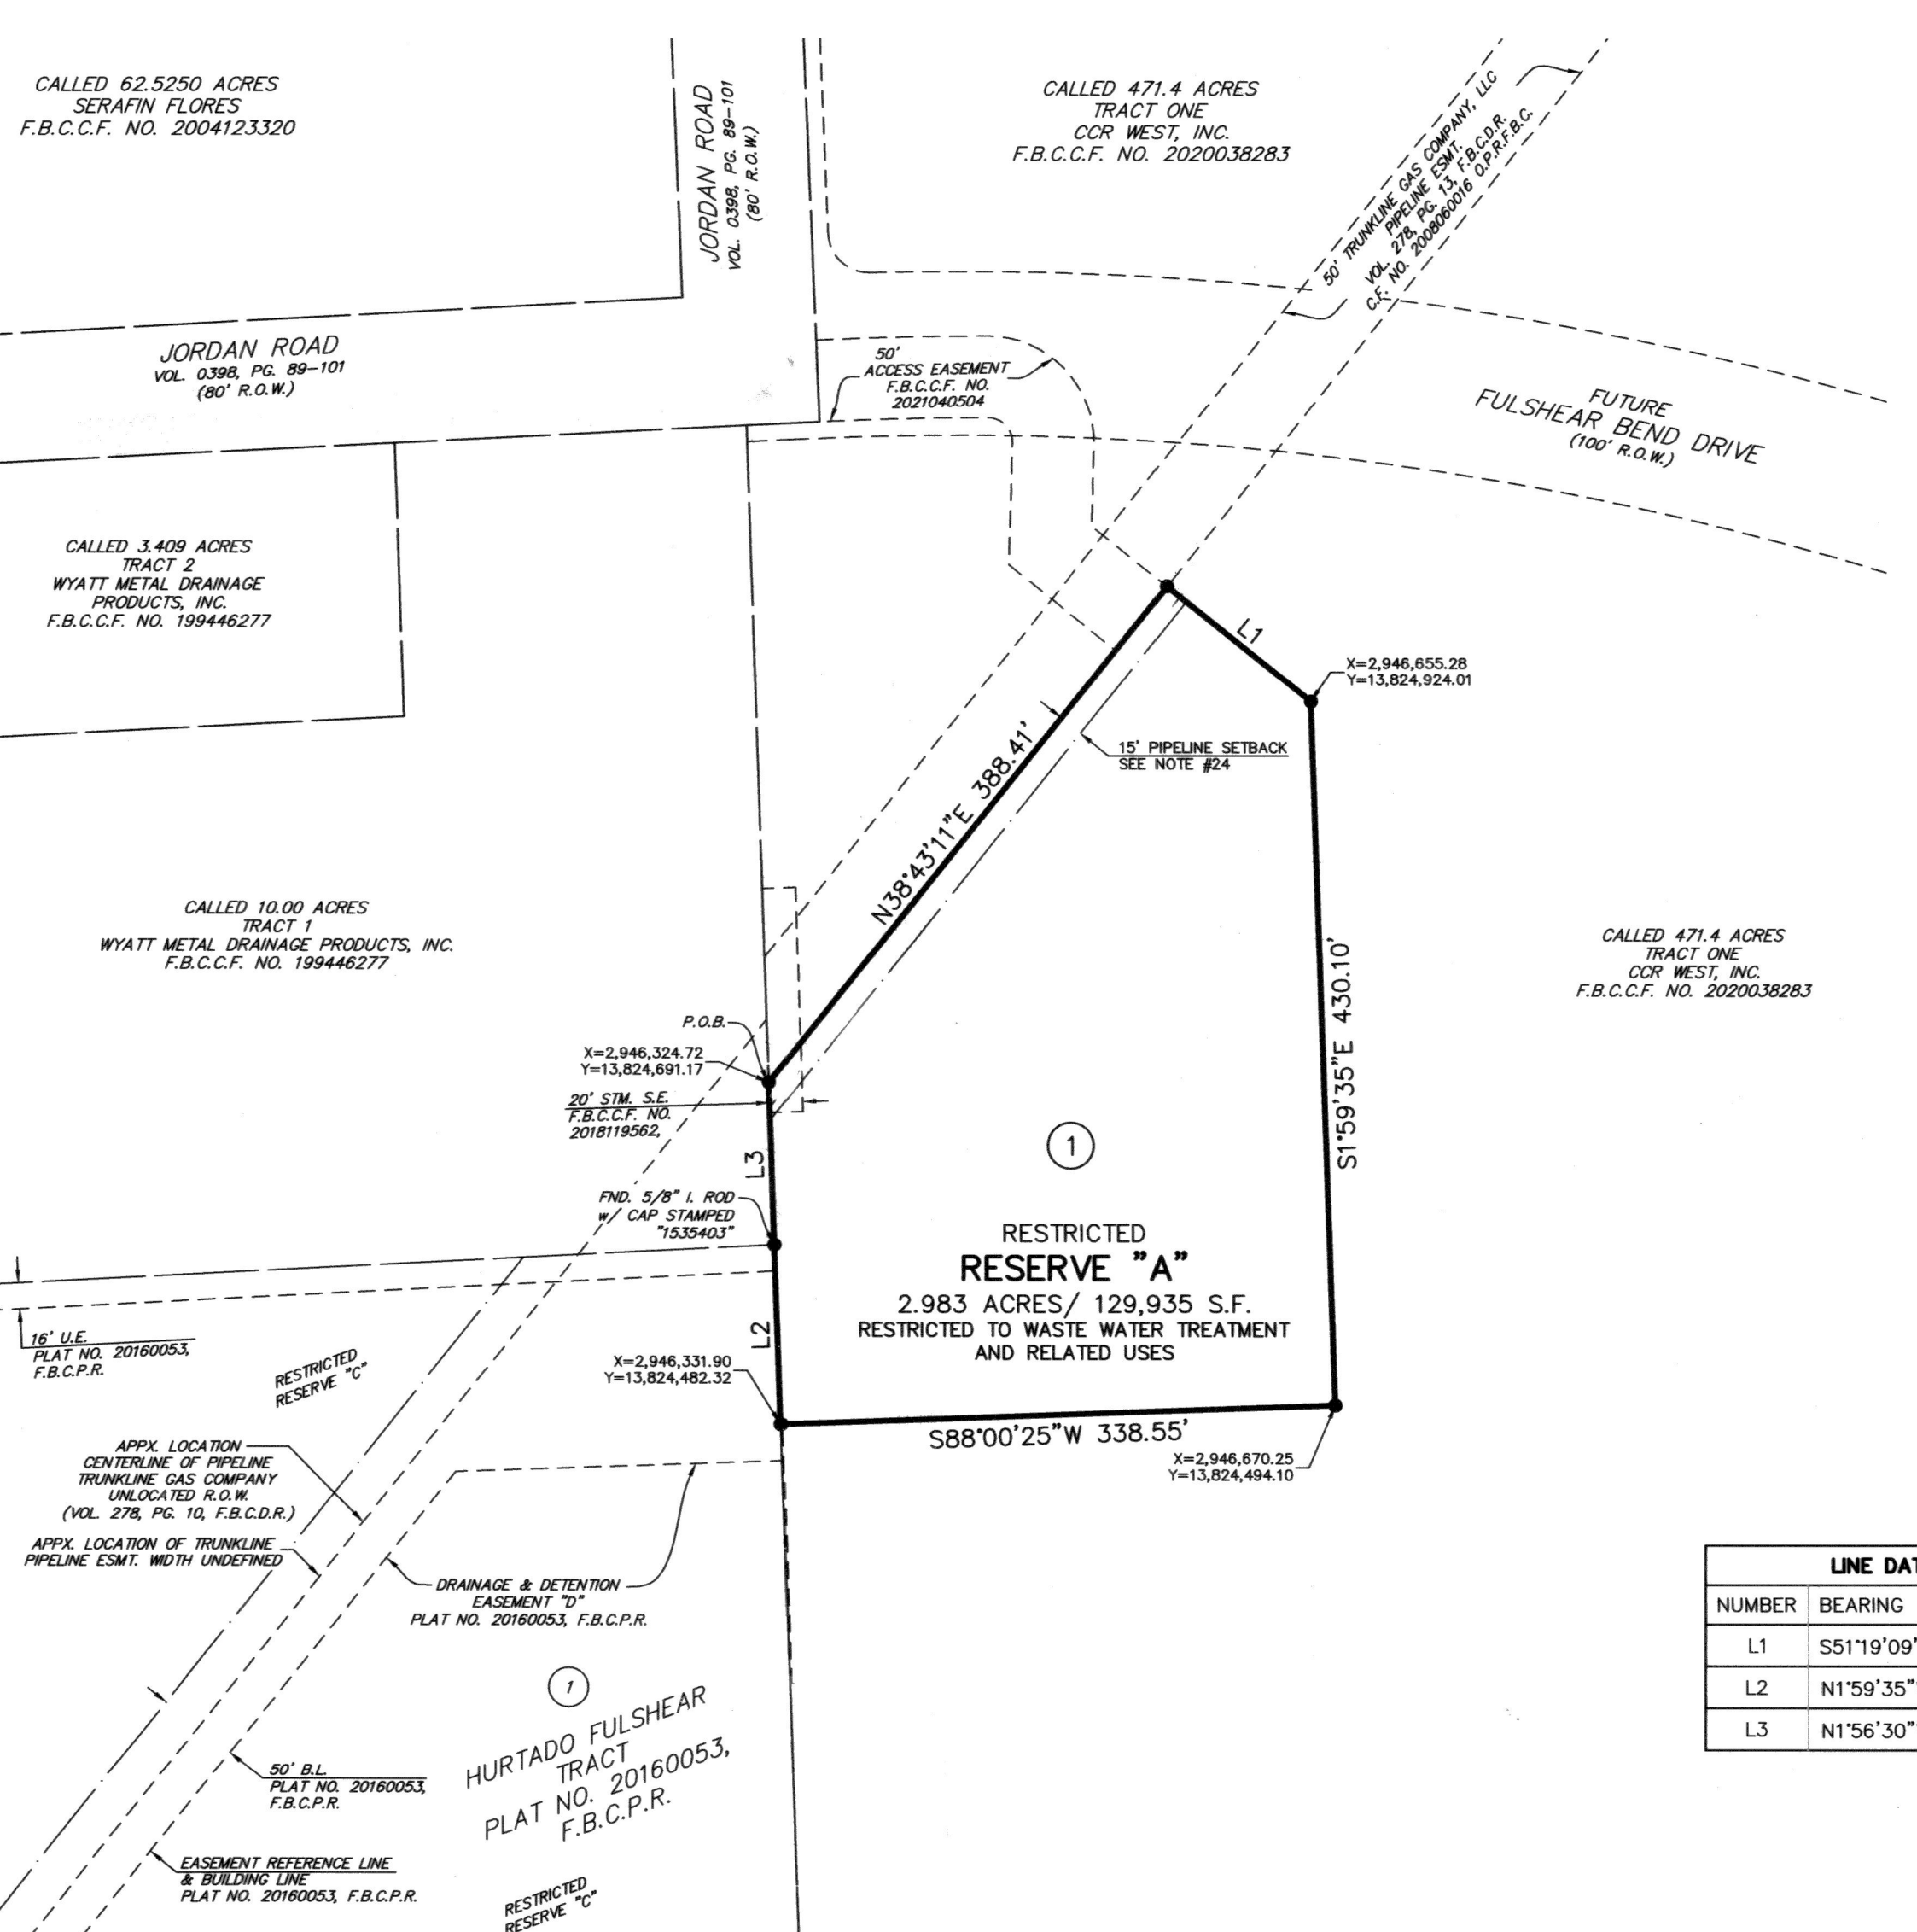 CALLED 62.5250 ACRES
SERAFIN FLORES
F.B.C.C.F. NO. 2004123320
JORDAN ROAD
VOL. 0398, PG. 89-101
(80' R.O.W.)
CALLED 471.4 ACRES
TRACT ONE
CCR WEST, INC.
F.B.C.C.F. NO. 2020038283
50' TRUNKLINE GAS COMPANY, LLC
PIPELINE ESMT.
VOL. 278, PG. 13, F.B.C.D.R.
C.F. NO. 2008060016 O.P.R.F.B.C.
JORDAN ROAD
VOL. 0398, PG. 89-101
(80' R.O.W.)
50'
ACCESS EASEMENT
F.B.C.C.F. NO.
2021040504
FUTURE
FULSHEAR BEND DRIVE
(100' R.O.W.)
CALLED 3.409 ACRES
TRACT 2
WYATT METAL DRAINAGE
PRODUCTS, INC.
F.B.C.C.F. NO. 199446277
L1
X=2,946,655.28
Y=13,824,924.01
15' PIPELINE SETBACK
SEE NOTE #24
N38°43'11"E 388.41'
CALLED 10.00 ACRES
TRACT 1
WYATT METAL DRAINAGE PRODUCTS, INC.
F.B.C.C.F. NO. 199446277
CALLED 471.4 ACRES
TRACT ONE
CCR WEST, INC.
F.B.C.C.F. NO. 2020038283
S1°59'35"E 430.10'
P.O.B.
X=2,946,324.72
Y=13,824,691.17
20' STM. S.E.
F.B.C.C.F. NO.
2018119562,
L3
FND. 5/8" I. ROD
w/ CAP STAMPED
"1535403"
1
RESTRICTED
RESERVE "A"
2.983 ACRES/ 129,935 S.F.
RESTRICTED TO WASTE WATER TREATMENT
AND RELATED USES
L2
16' U.E.
PLAT NO. 20160053,
F.B.C.P.R.
RESTRICTED
RESERVE "C"
X=2,946,331.90
Y=13,824,482.32
S88°00'25"W 338.55'
X=2,946,670.25
Y=13,824,494.10
APPX. LOCATION
CENTERLINE OF PIPELINE
TRUNKLINE GAS COMPANY
UNLOCATED R.O.W.
(VOL. 278, PG. 10, F.B.C.D.R.)
APPX. LOCATION OF TRUNKLINE
PIPELINE ESMT. WIDTH UNDEFINED
DRAINAGE & DETENTION
EASEMENT "D"
PLAT NO. 20160053, F.B.C.P.R.
LINE DAT
NUMBER BEARING
L1 S51°19'09"
L2 N1°59'35"
L3 N1°56'30"
1
HURTADO FULSHEAR
TRACT
PLAT NO. 20160053,
F.B.C.P.R.
50' B.L.
PLAT NO. 20160053,
F.B.C.P.R.
EASEMENT REFERENCE LINE
& BUILDING LINE
PLAT NO. 20160053, F.B.C.P.R.
RESTRICTED
RESERVE "C"